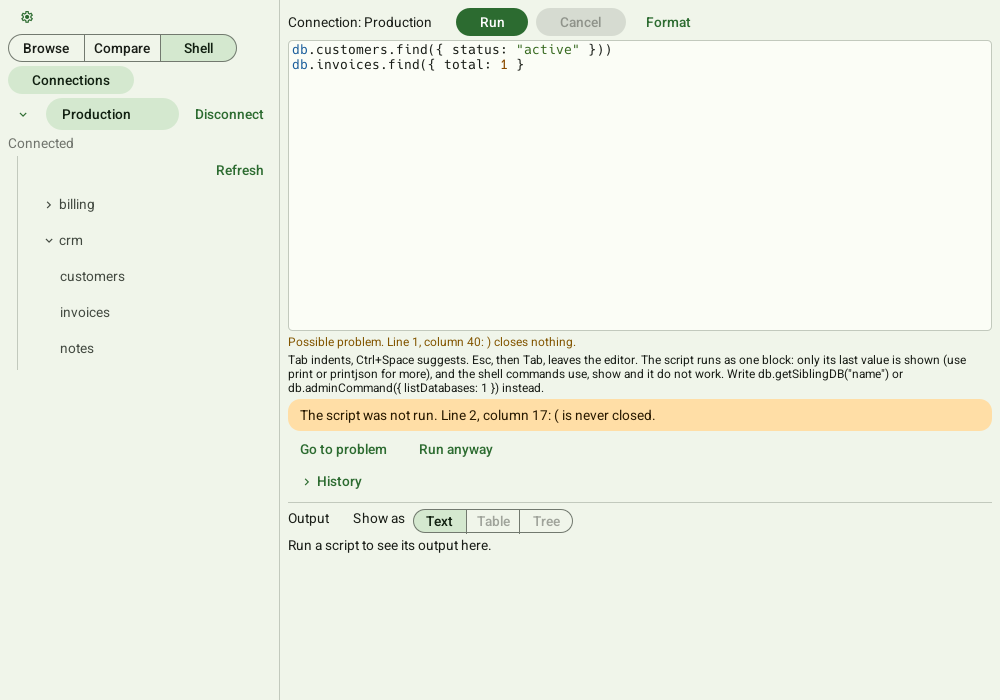 Browse
Compare
Shell
Connections
Production
Disconnect
Connected
Refresh
billing
crm
customers
invoices
notes
Connection: Production
Run
Cancel
Format
db.customers.find({ status: "active" }))
db.invoices.find({ total: 1 }
Possible problem. Line 1, column 40: ) closes nothing.
Tab indents, Ctrl+Space suggests. Esc, then Tab, leaves the editor. The script runs as one block: only its last value is shown (use
print or printjson for more), and the shell commands use, show and it do not work. Write db.getSiblingDB("name") or
db.adminCommand({ listDatabases: 1 }) instead.
The script was not run. Line 2, column 17: ( is never closed.
Go to problem
Run anyway
History
Output
Show as
Text
Table
Tree
Run a script to see its output here.